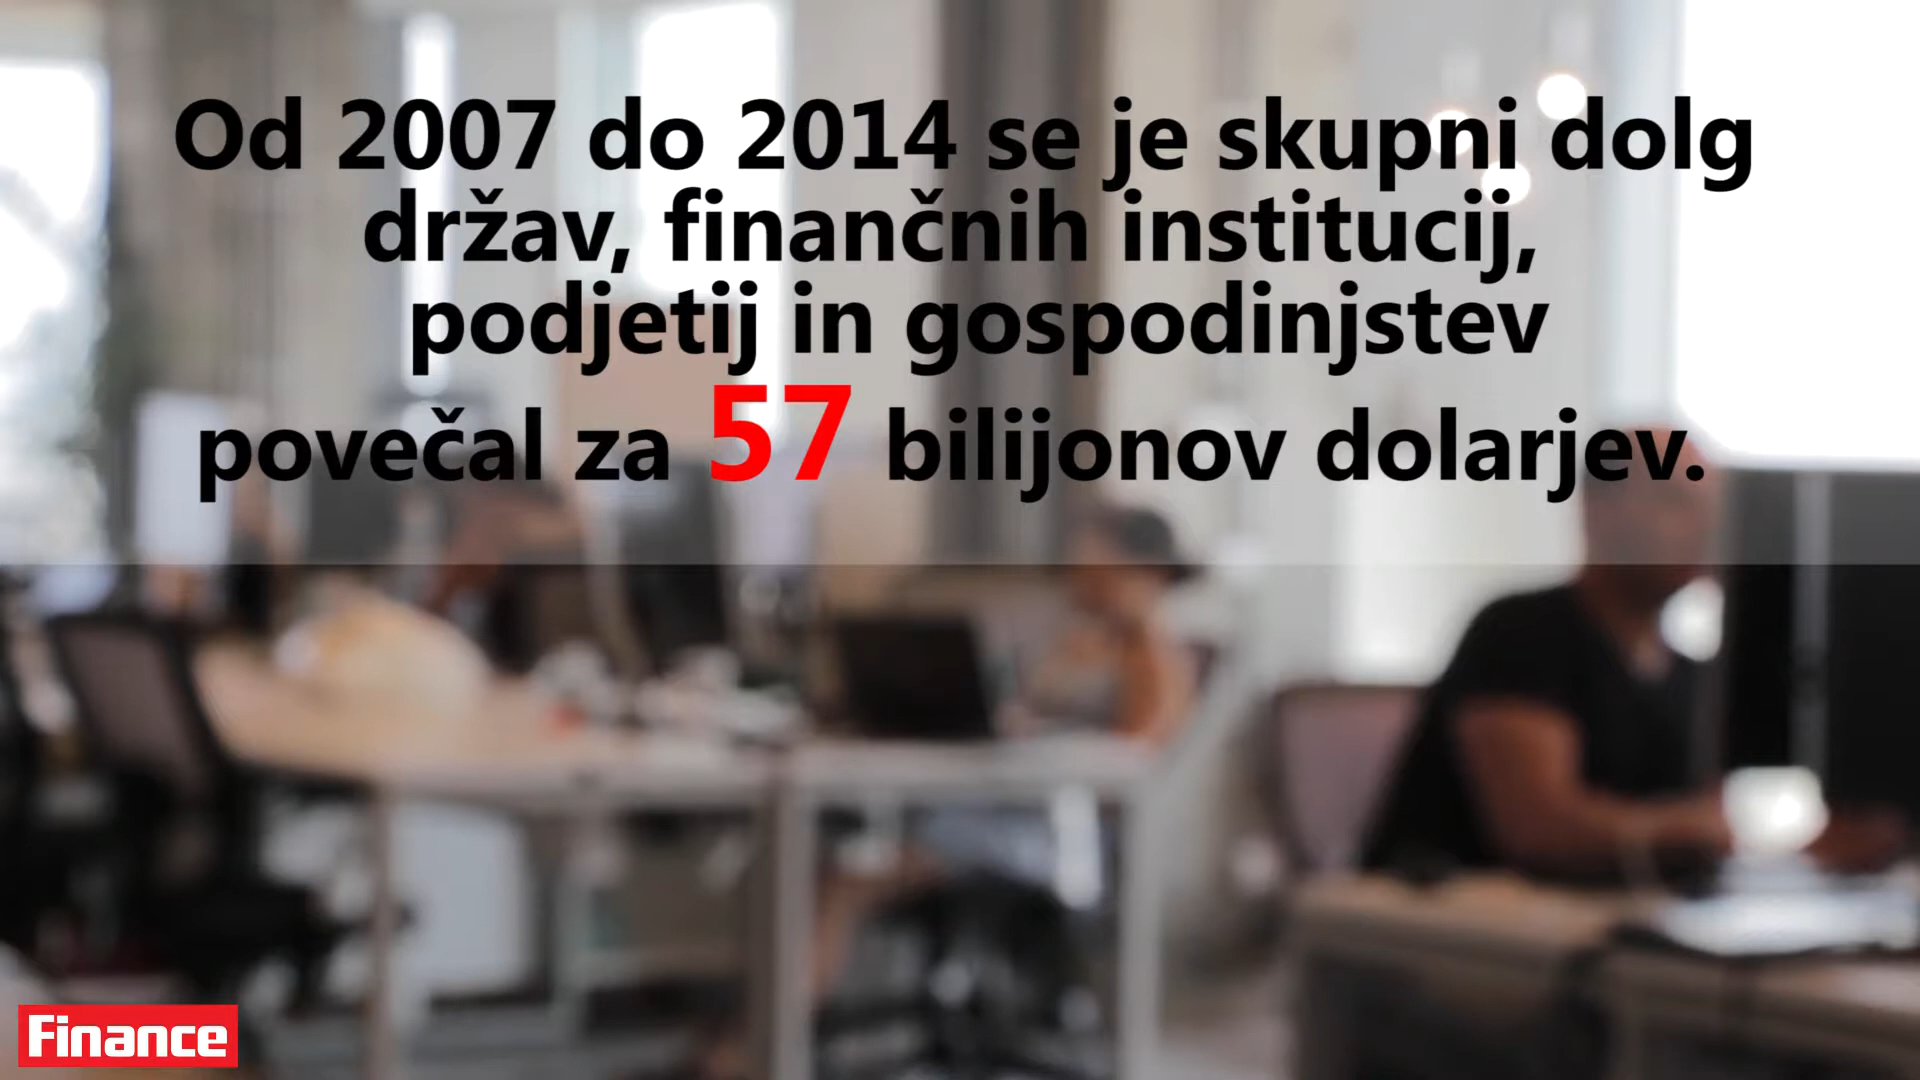 Od 2007 do 2014 se je skupni dolg
držav, finančnih institucij,
podjetij in gospodinjstev
povečal za 57 bilijonov dolarjev.
Finance